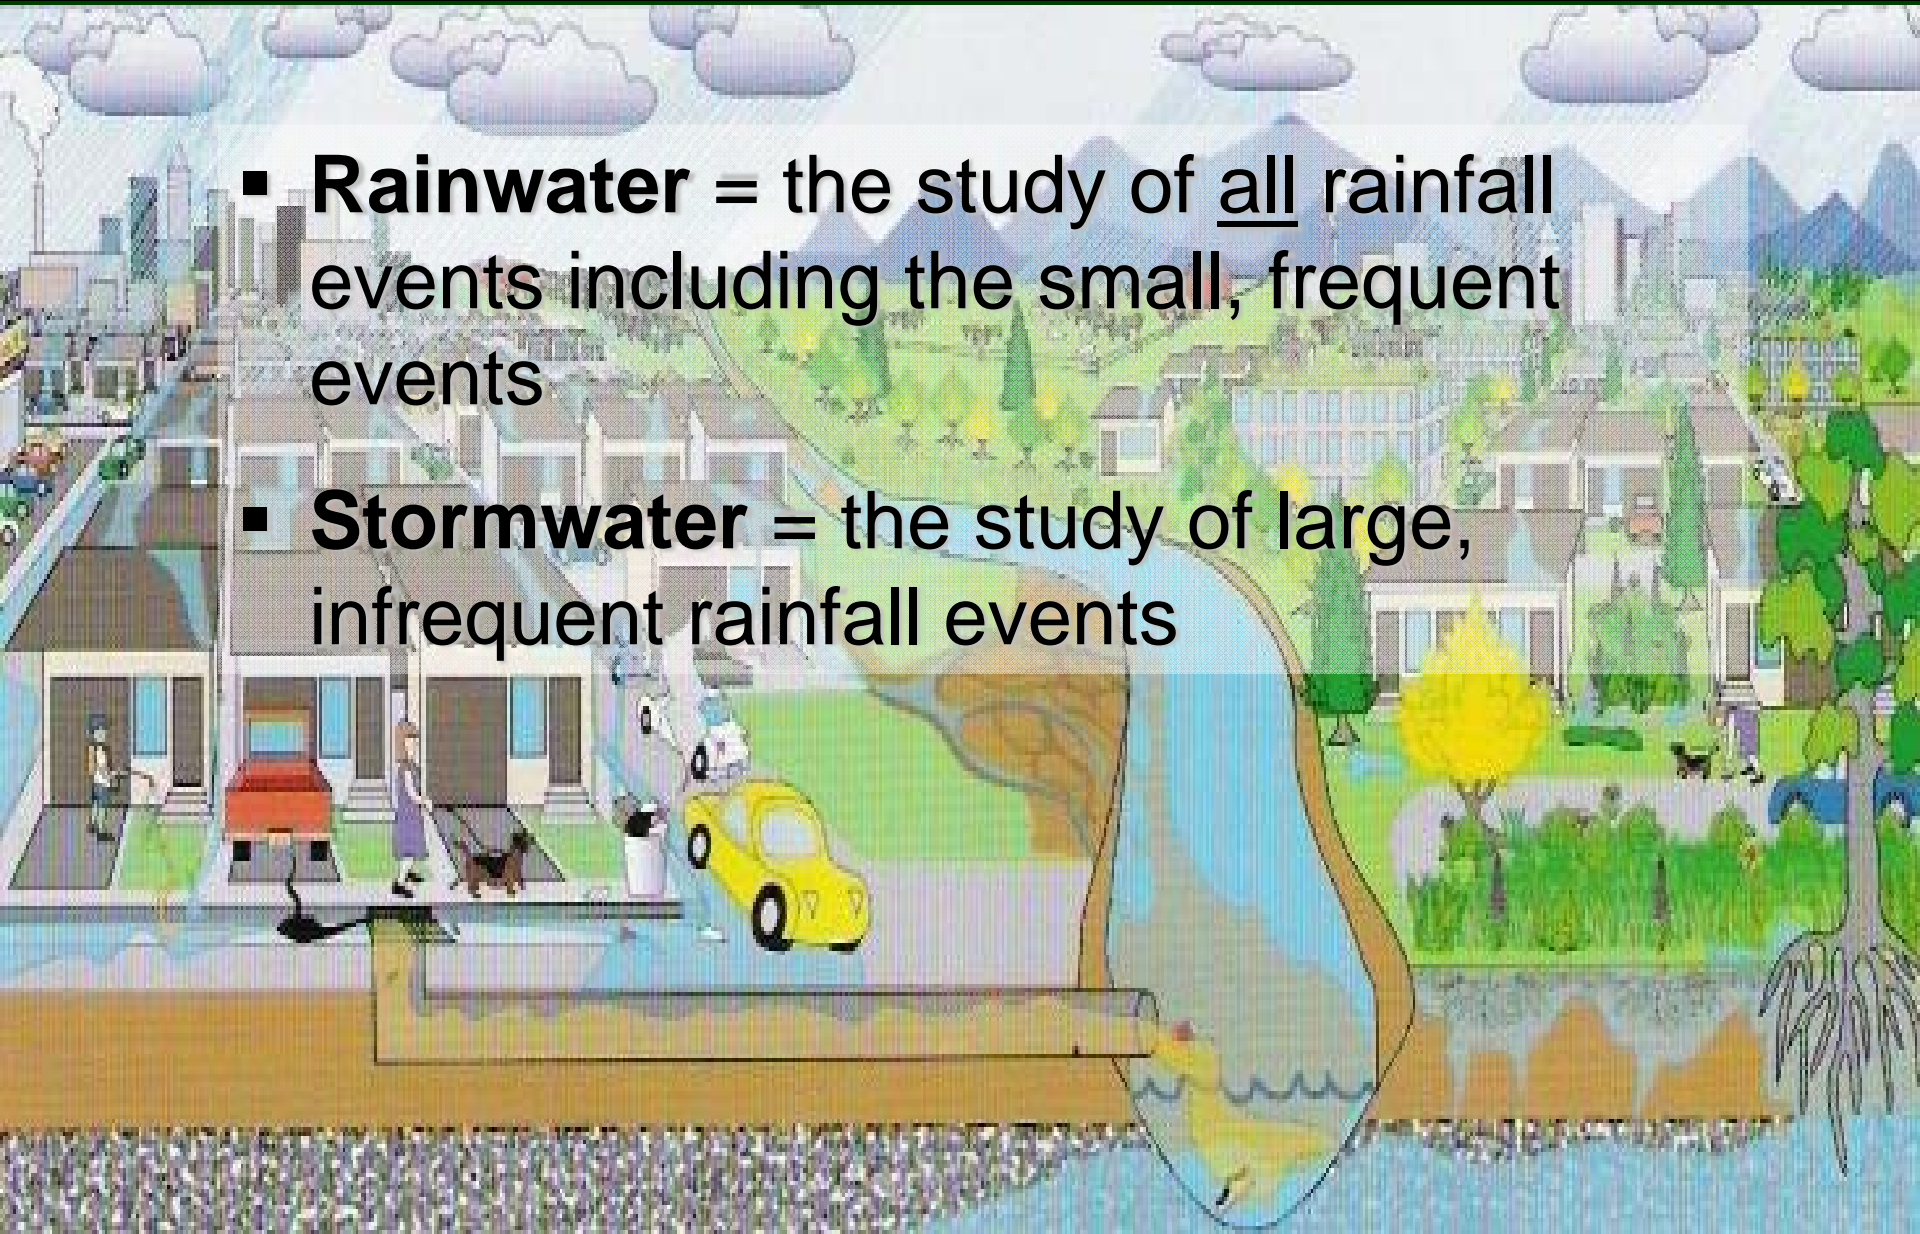 ▪ Rainwater = the study of all rainfall
events including the small, frequent
events
▪ Stormwater = the study of large,
infrequent rainfall events